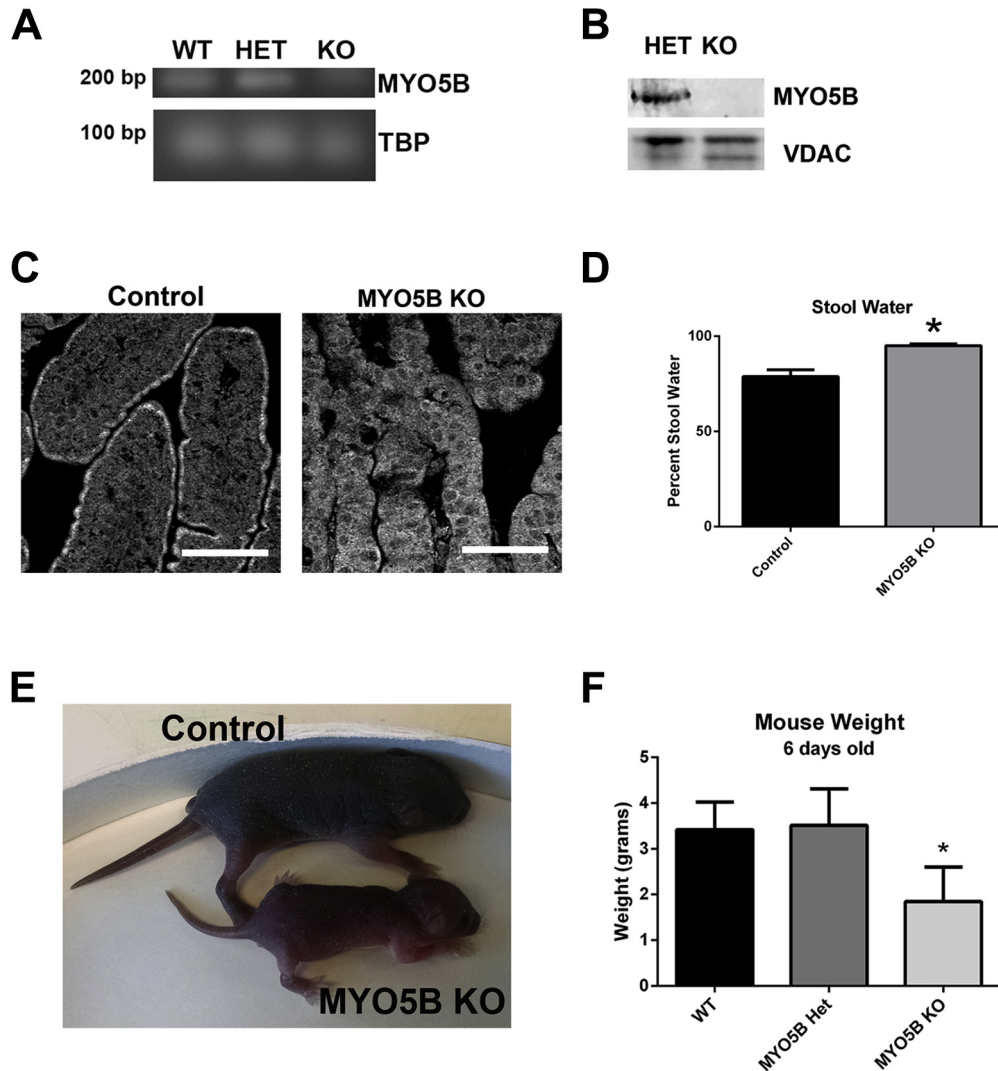 A
WT HET KO
200 bp MYO5B
100 bp TBP
B
HET KO
MYO5B
VDAC
C
Control MYO5B KO
D
Stool Water
*
Percent Stool Water
100
50
0
Control MYO5B KO
E
Control
MYO5B KO
F
Mouse Weight
6 days old
*
Weight (grams)
5
4
3
2
1
0
WT MYO5B Het MYO5B KO